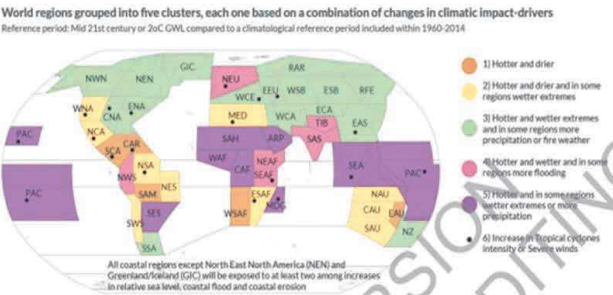 World regions grouped into five clusters, each one based on a combination of changes in climatic impact-drivers
Reference period: Mid 21st century or 2oC GWL compared to a climatological reference period included within 1960-2014
GIC
RAR
NWN
NEN
NEU
WCE
EEU
WSB
ESB
RFE
WNA
CNA
ENA
MED
WCA
ECA
TIB
EAS
PAC
NCA
SCA
CAR
SAH
ARP
SAS
WAF
CAF
NEAF
SEAF
SEA
PAC
NWS
NSA
NES
SAM
PAC
SES
WSAF
ESAF
SWS
SSA
NAU
CAU
EAU
SAU
NZ
1) Hotter and drier
2) Hotter and drier and in some
regions wetter extremes
3) Hotter and wetter extremes
and in some regions more
precipitation or fire weather
4) Hotter and wetter and in some
regions more flooding
5) Hotter and in some regions
wetter extremes or more
precipitation
6) Increase in Tropical cyclones
intensity or Severe winds
All coastal regions except North East North America (NEN) and
Greenland/Iceland (GIC) will be exposed to at least two among increases
in relative sea level, coastal flood and coastal erosion